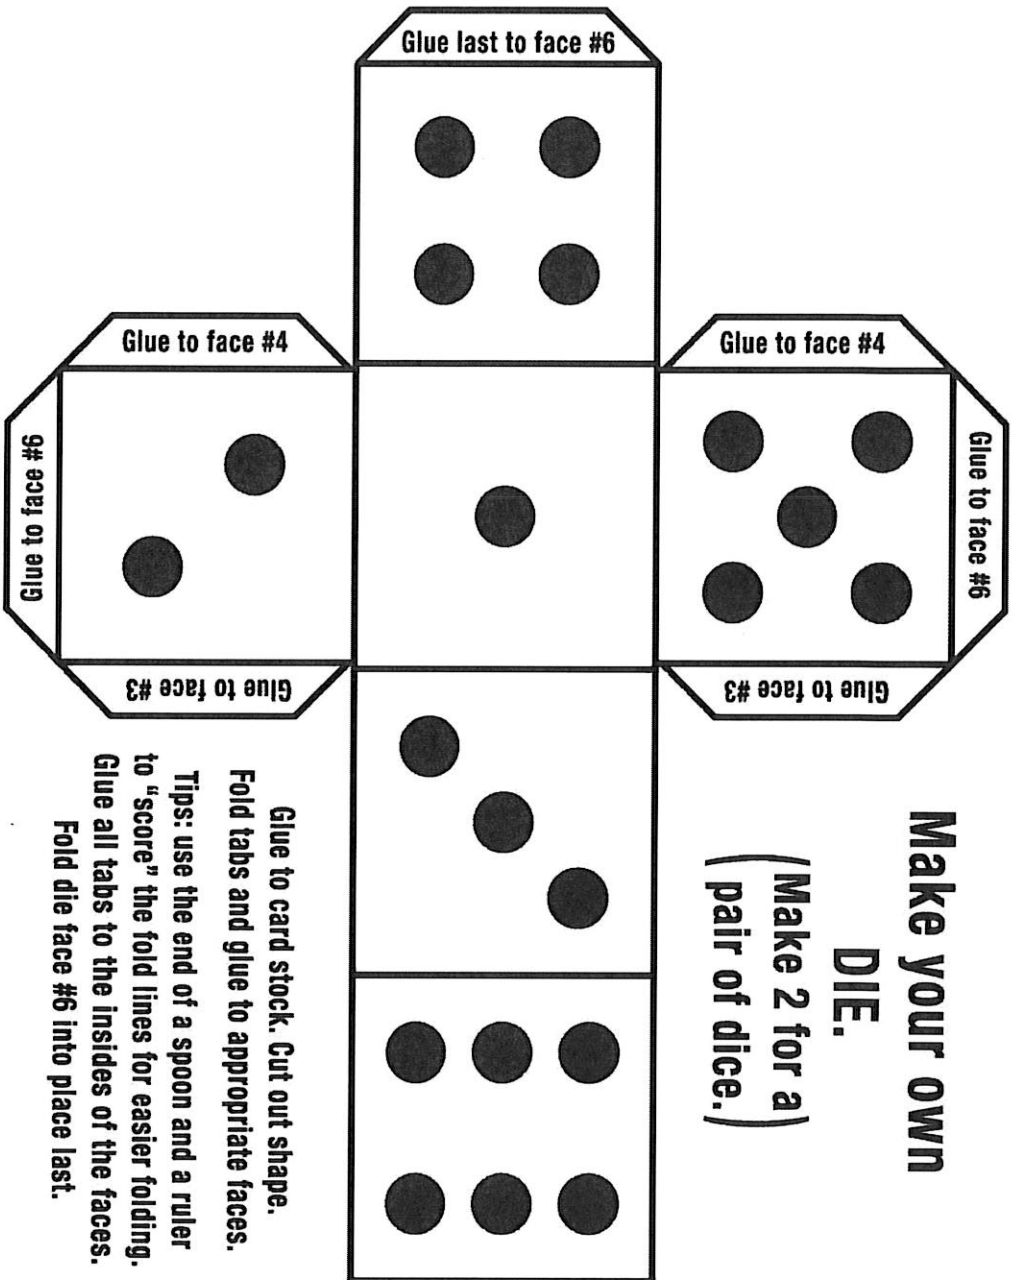 Glue last to face #6
Glue to face #4
Glue to face #4
Glue to face #6
Glue to face #6
Glue to face #3
Glue to face #3
Make your own
DIE.
(Make 2 for a
pair of dice.)
Glue to card stock. Cut out shape.
Fold tabs and glue to appropriate faces.
Tips: use the end of a spoon and a ruler
to "score" the fold lines for easier folding.
Glue all tabs to the insides of the faces.
Fold die face #6 into place last.